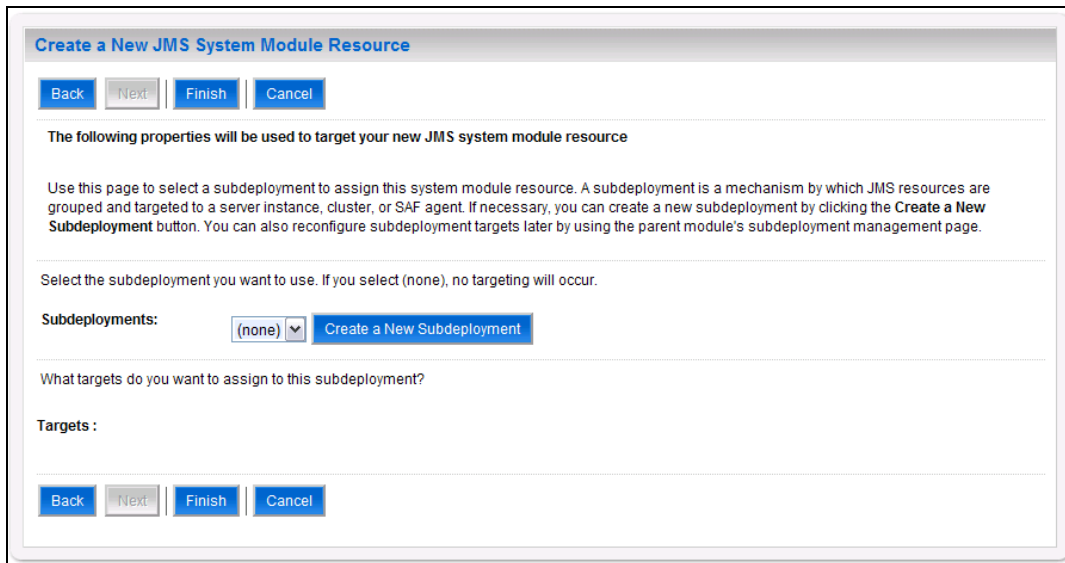 Create a New JMS System Module Resource
Back Next Finish Cancel
The following properties will be used to target your new JMS system module resource
Use this page to select a subdeployment to assign this system module resource. A subdeployment is a mechanism by which JMS resources are
grouped and targeted to a server instance, cluster, or SAF agent. If necessary, you can create a new subdeployment by clicking the Create a New
Subdeployment button. You can also reconfigure subdeployment targets later by using the parent module's subdeployment management page.
Select the subdeployment you want to use. If you select (none), no targeting will occur.
Subdeployments: (none) Create a New Subdeployment
What targets do you want to assign to this subdeployment?
Targets :
Back Next Finish Cancel